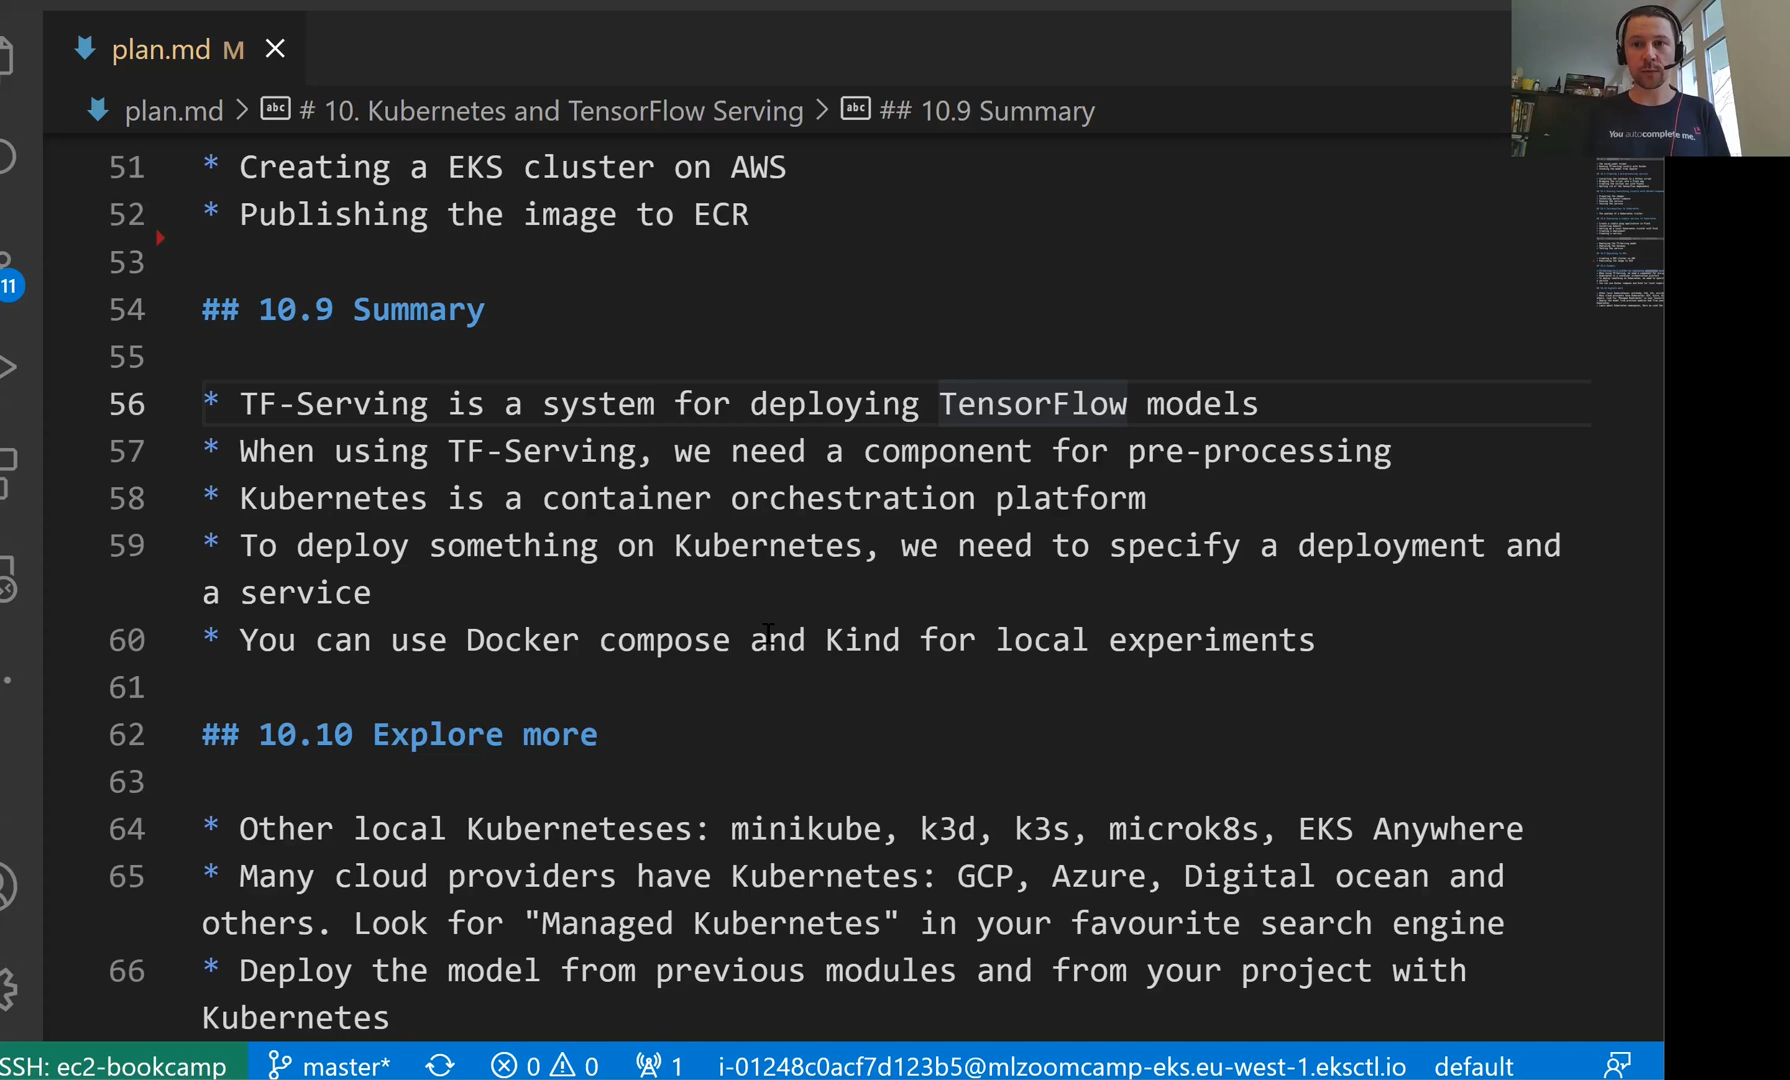 plan.md M
plan.md > # 10. Kubernetes and TensorFlow Serving > ## 10.9 Summary
You autocomplete me.
51 * Creating a EKS cluster on AWS
52 * Publishing the image to ECR
53
11
54 ## 10.9 Summary
55
56 * TF-Serving is a system for deploying TensorFlow models
57 * When using TF-Serving, we need a component for pre-processing
58 * Kubernetes is a container orchestration platform
59 * To deploy something on Kubernetes, we need to specify a deployment and
a service
60 * You can use Docker compose and Kind for local experiments
61
62 ## 10.10 Explore more
63
64 * Other local Kuberneteses: minikube, k3d, k3s, microk8s, EKS Anywhere
65 * Many cloud providers have Kubernetes: GCP, Azure, Digital ocean and
others. Look for "Managed Kubernetes" in your favourite search engine
66 * Deploy the model from previous modules and from your project with
Kubernetes
SSH: ec2-bookcamp master* 0 0 1 i-01248c0acf7d123b5@mlzoomcamp-eks.eu-west-1.eksctl.io default